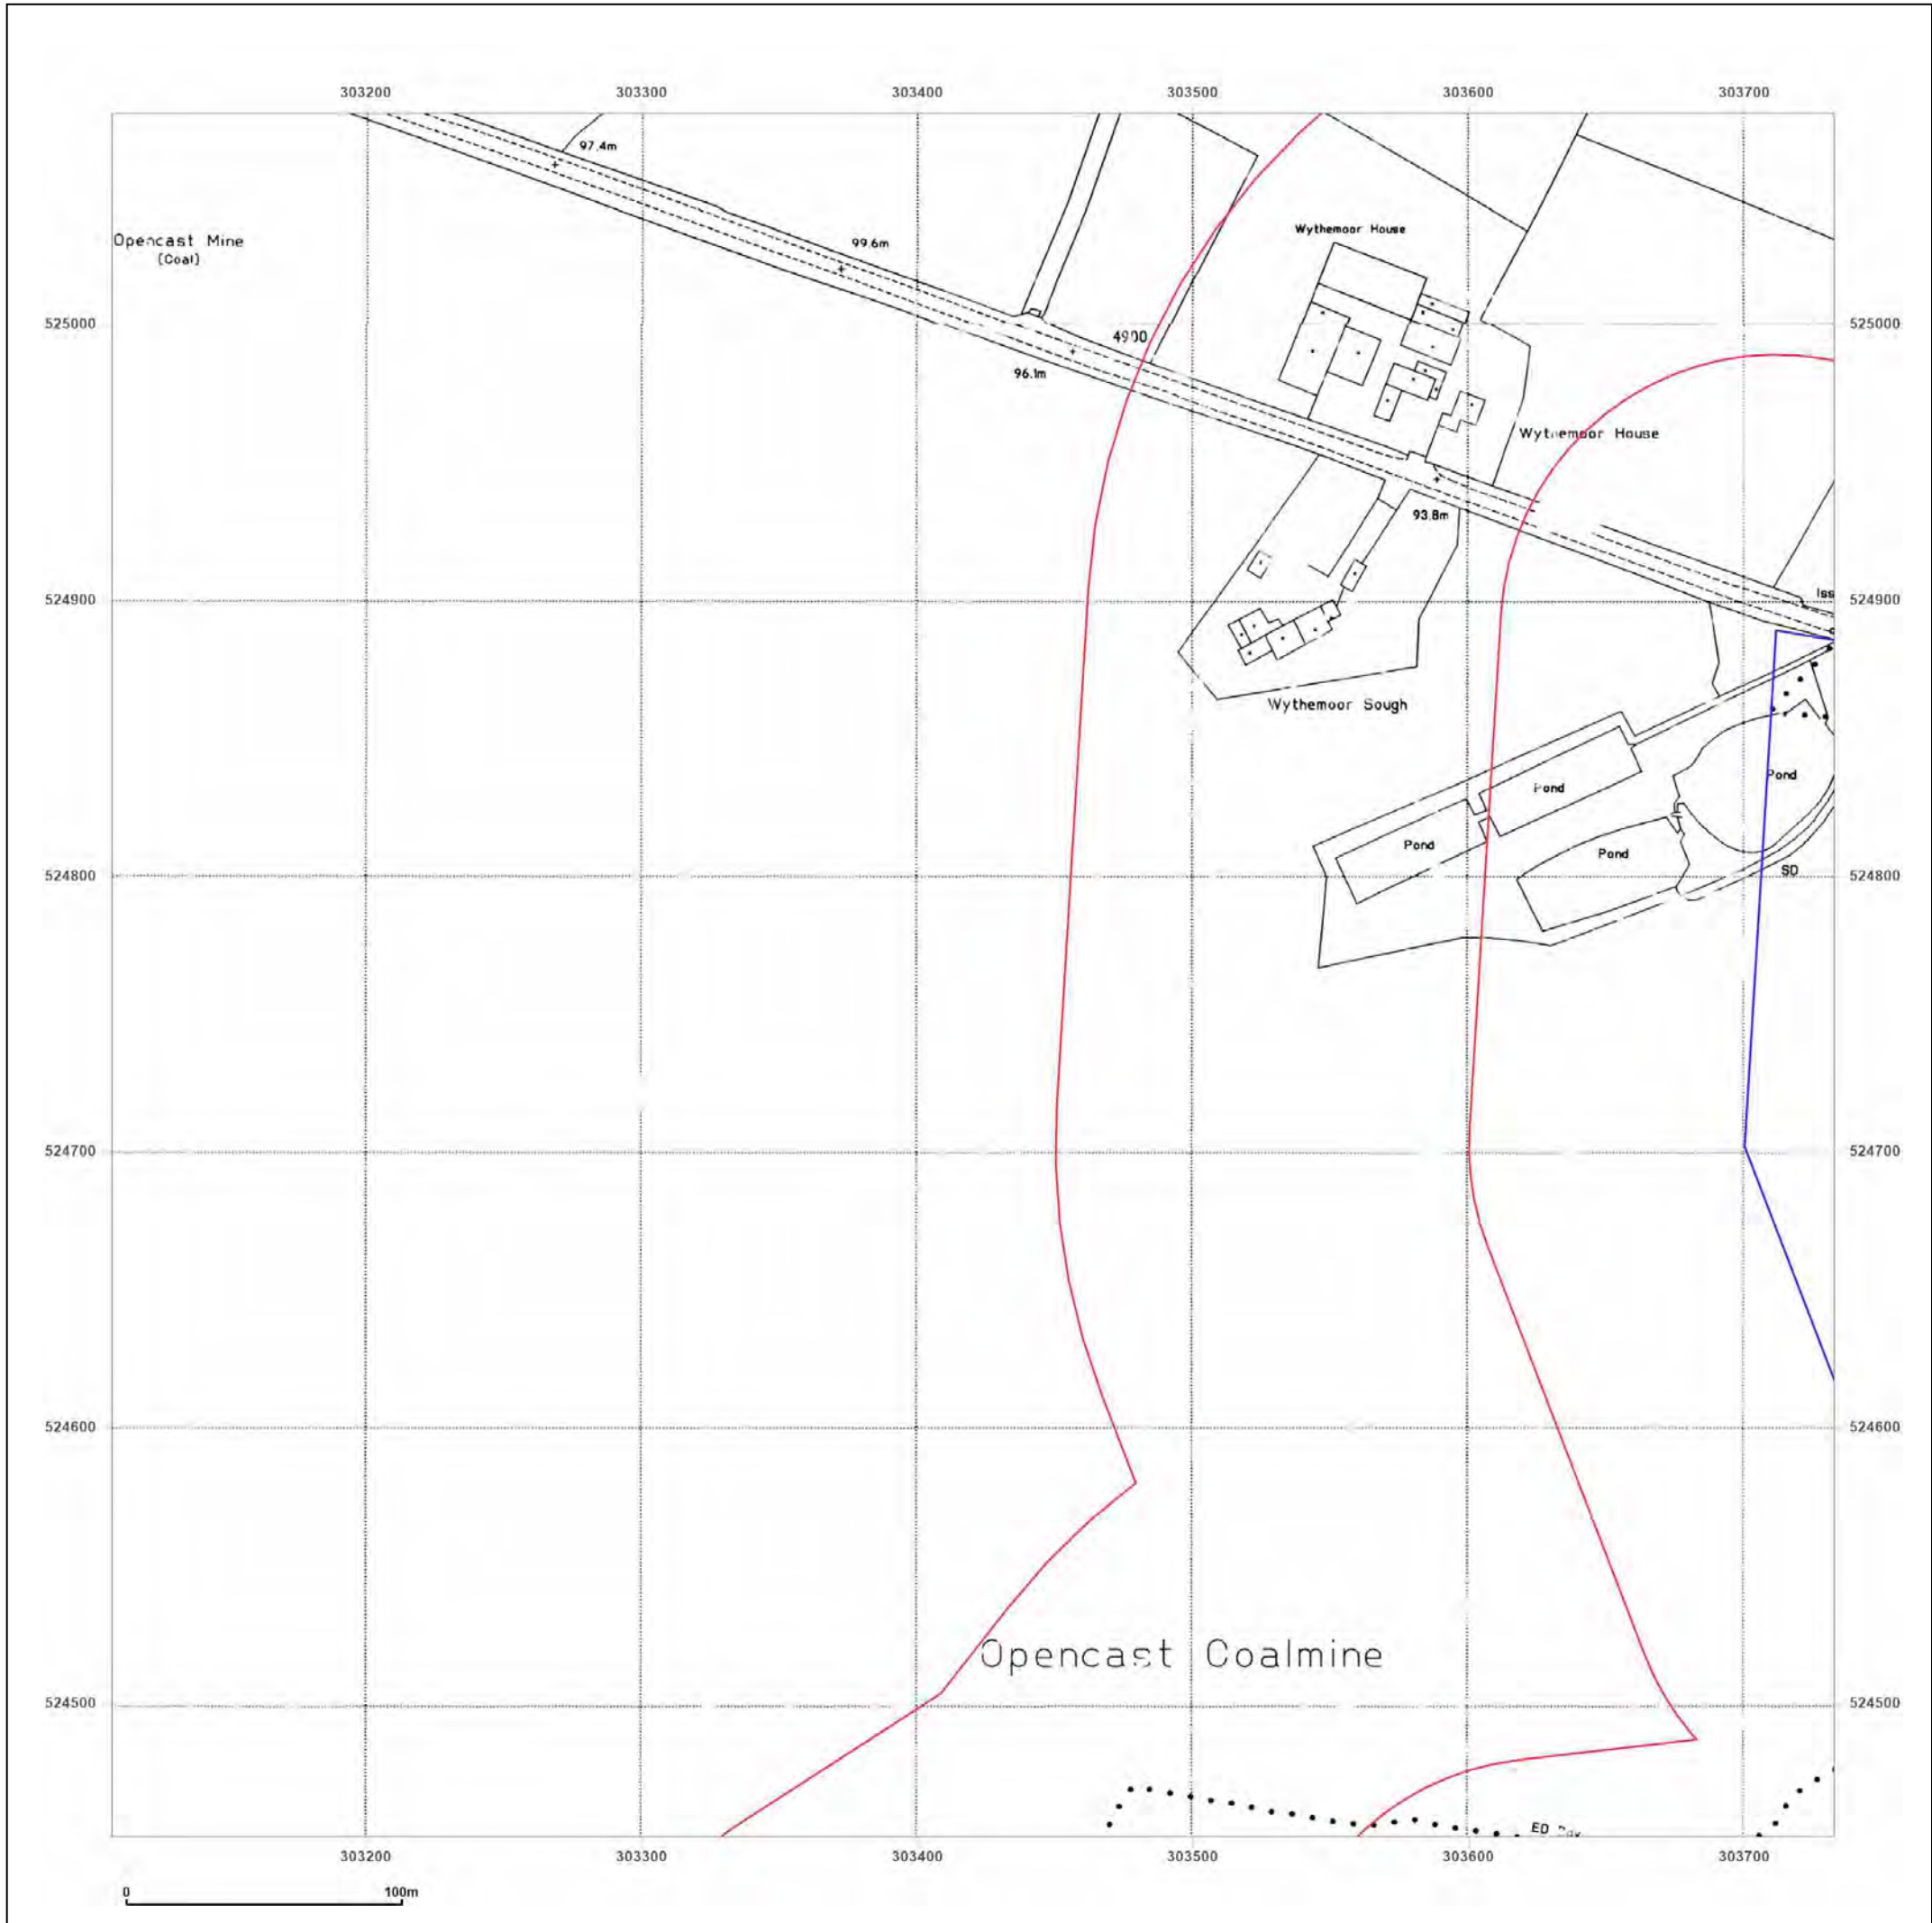 303200 303300 303400 303500 303600 303700
97.4m
Wythemoor House
Opencast Mine
(Coal)
99.6m
525000 525000
4900
96.1m
Wythemoor House
93.8m
Iss
524900 524900
Wythemoor Sough
Pond
Pond
Pond
Pond
SD
524800 524800
524700 524700
524600 524600
Opencast Coalmine
524500 524500
ED
303200 303300 303400 303500 303600 303700
0 100m